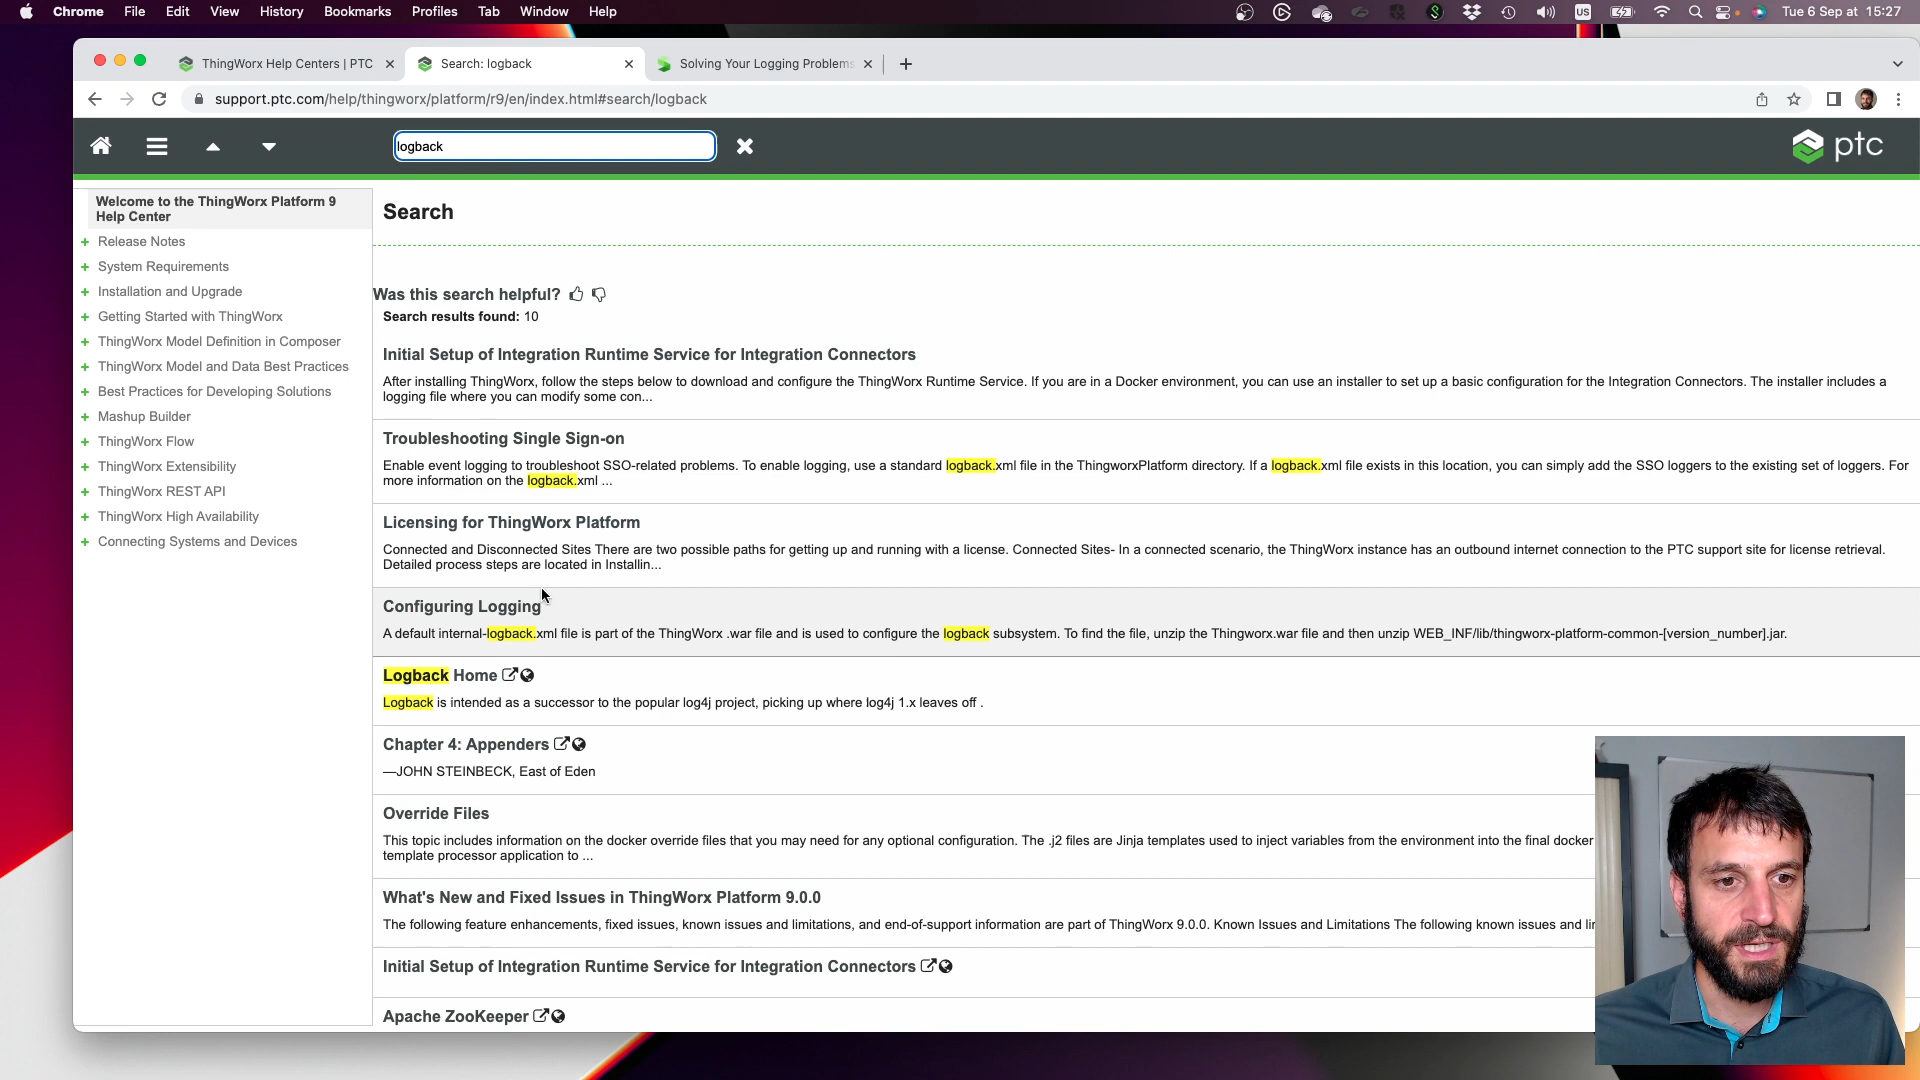 Chrome File Edit View History Bookmarks Profiles Tab Window Help
US
Tue 6 Sep at 15:27
ThingWorx Help Centers | PTC
Search: logback
Solving Your Logging Problems
support.ptc.com/help/thingworx/platform/r9/en/index.html#search/logback
logback
ptc
Welcome to the ThingWorx Platform 9
Help Center
Release Notes
System Requirements
Installation and Upgrade
Getting Started with ThingWorx
ThingWorx Model Definition in Composer
ThingWorx Model and Data Best Practices
Best Practices for Developing Solutions
Mashup Builder
ThingWorx Flow
ThingWorx Extensibility
ThingWorx REST API
ThingWorx High Availability
Connecting Systems and Devices
Search
Was this search helpful?
Search results found: 10
Initial Setup of Integration Runtime Service for Integration Connectors
After installing ThingWorx, follow the steps below to download and configure the ThingWorx Runtime Service. If you are in a Docker environment, you can use an installer to set up a basic configuration for the Integration Connectors. The installer includes a
logging file where you can modify some con...
Troubleshooting Single Sign-on
Enable event logging to troubleshoot SSO-related problems. To enable logging, use a standard logback.xml file in the ThingworxPlatform directory. If a logback.xml file exists in this location, you can simply add the SSO loggers to the existing set of loggers. For
more information on the logback.xml ...
Licensing for ThingWorx Platform
Connected and Disconnected Sites There are two possible paths for getting up and running with a license. Connected Sites- In a connected scenario, the ThingWorx instance has an outbound internet connection to the PTC support site for license retrieval.
Detailed process steps are located in Installin...
Configuring Logging
A default internal-logback.xml file is part of the ThingWorx .war file and is used to configure the logback subsystem. To find the file, unzip the Thingworx.war file and then unzip WEB_INF/lib/thingworx-platform-common-[version_number].jar.
Logback Home
Logback is intended as a successor to the popular log4j project, picking up where log4j 1.x leaves off .
Chapter 4: Appenders
—JOHN STEINBECK, East of Eden
Override Files
This topic includes information on the docker override files that you may need for any optional configuration. The .j2 files are Jinja templates used to inject variables from the environment into the final docker
template processor application to ...
What's New and Fixed Issues in ThingWorx Platform 9.0.0
The following feature enhancements, fixed issues, known issues and limitations, and end-of-support information are part of ThingWorx 9.0.0. Known Issues and Limitations The following known issues and li
Initial Setup of Integration Runtime Service for Integration Connectors
Apache ZooKeeper